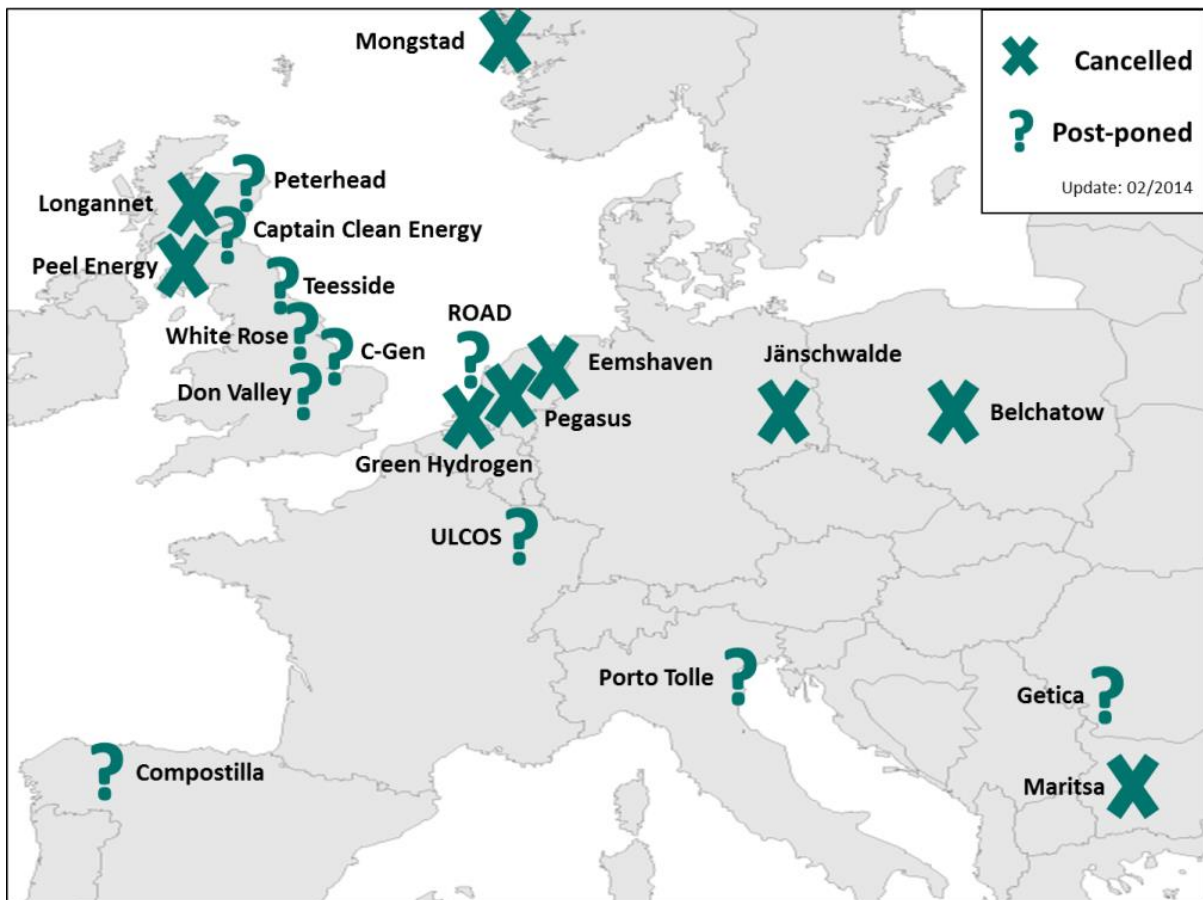 Mongstad
Cancelled
? Post-poned
Update: 02/2014
? Peterhead
Longannet
? Captain Clean Energy
Peel Energy
? Teesside
ROAD
?
White Rose ?
? C-Gen
Eemshaven
Jänschwalde
Don Valley ?
Pegasus
Belchatow
Green Hydrogen
ULCOS ?
Porto Tolle ?
Getica ?
? Compostilla
Maritsa